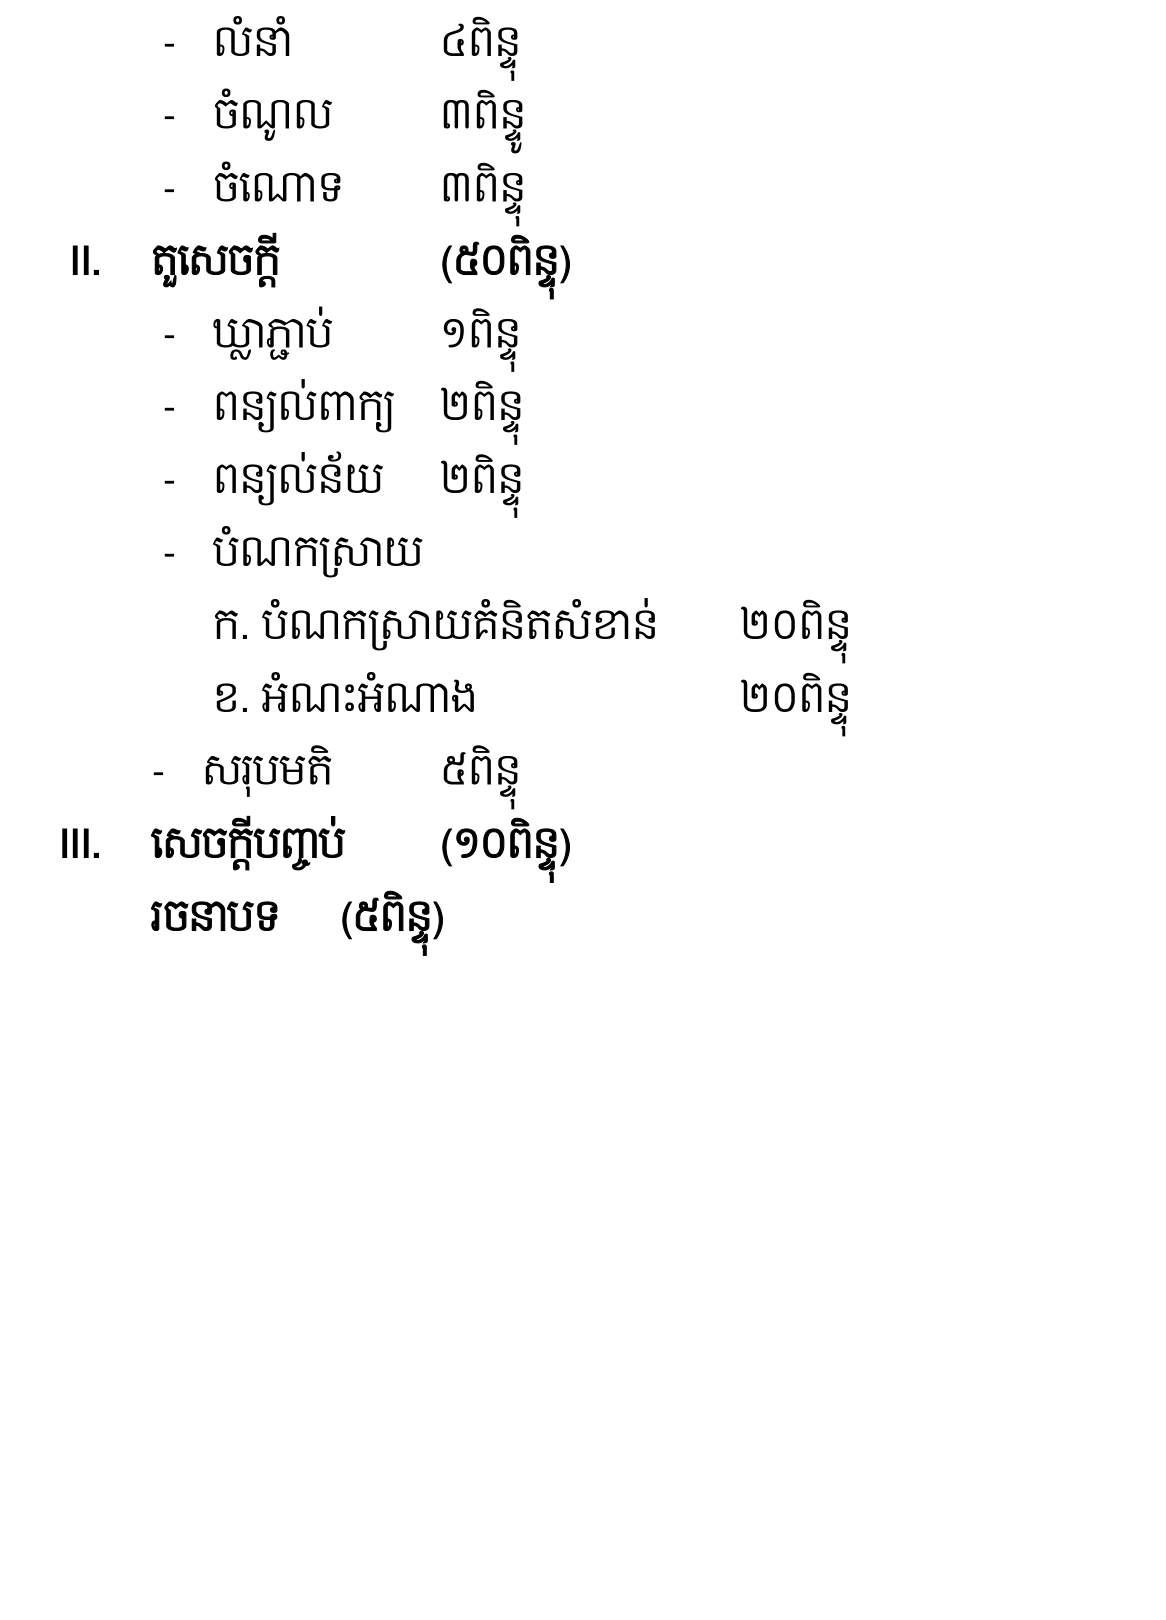 - លំនាំ ៤ពិន្ទុ
- ចំណូល ៣ពិន្ទូ
- ចំណោទ ៣ពិន្ទុ
II. តួសេចក្តី (៥០ពិន្ទុ)
- ឃ្លាភ្ជាប់ ១ពិន្ទុ
- ពន្យល់ពាក្យ ២ពិន្ទុ
- ពន្យល់ន័យ ២ពិន្ទុ
- បំណកស្រាយ
ក. បំណកស្រាយគំនិតសំខាន់ ២០ពិន្ទុ
ខ. អំណះអំណាង ២០ពិន្ទុ
- សរុបមតិ ៥ពិន្ទុ
III. សេចក្តីបញ្ចប់ (១០ពិន្ទុ)
រចនាបទ (៥ពិន្ទុ)